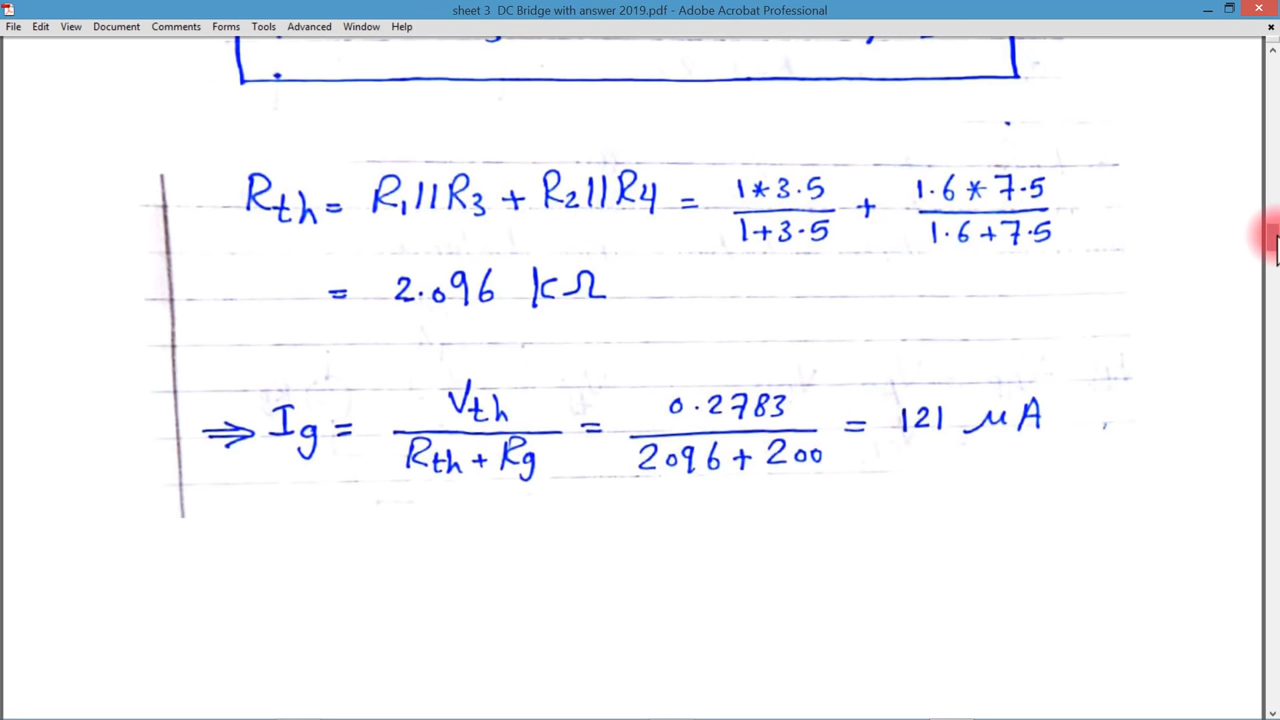 sheet 3 DC Bridge with answer 2019.pdf - Adobe Acrobat Professional
File Edit View Document Comments Forms Tools Advanced Window Help
Rth = R1||R3 + R2||R4 = (1*3.5)/(1+3.5) + (1.6*7.5)/(1.6+7.5)
= 2.096 kΩ
⇒ Ig = Vth/(Rth+Rg) = 0.2783/(2096+200) = 121 μA